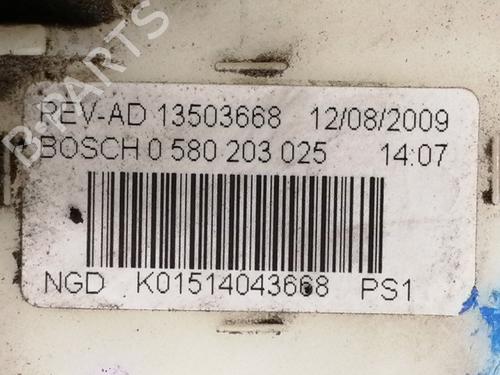 REV-AD 13503668 12/08/2009
BOSCH 0 580 203 025 14:07
NGD K01514043668 PS1
B-PARTS